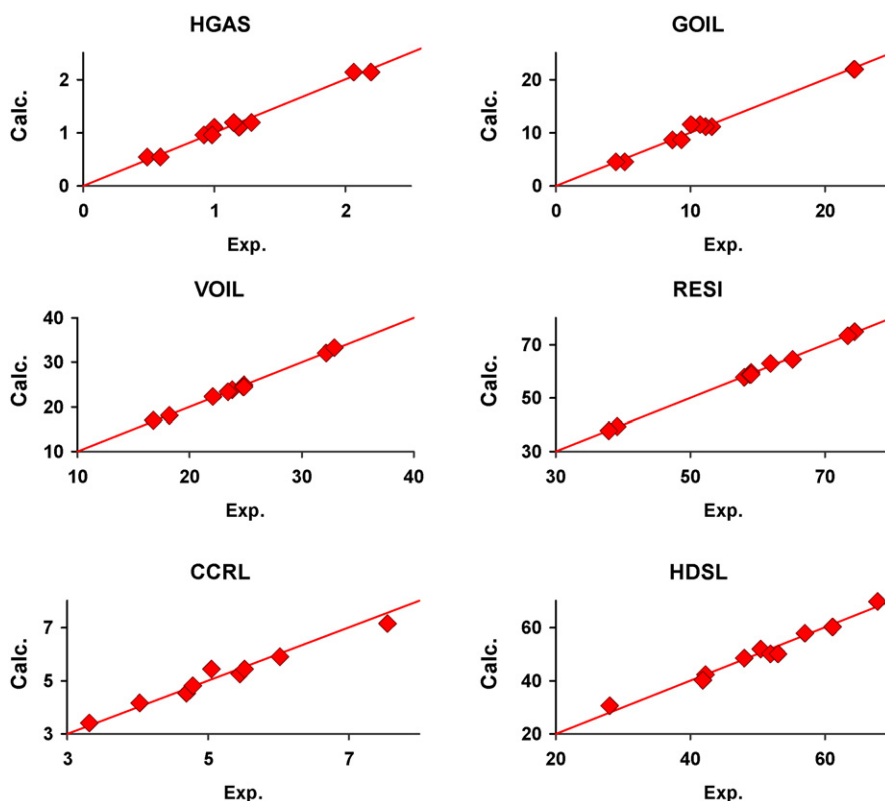 HGAS
Calc.
2
1
0
0 1 2
Exp.
GOIL
Calc.
20
10
0
0 10 20
Exp.
VOIL
Calc.
40
30
20
10
10 20 30 40
Exp.
RESI
Calc.
70
50
30
30 50 70
Exp.
CCRL
Calc.
7
5
3
3 5 7
Exp.
HDSL
Calc.
60
40
20
20 40 60
Exp.